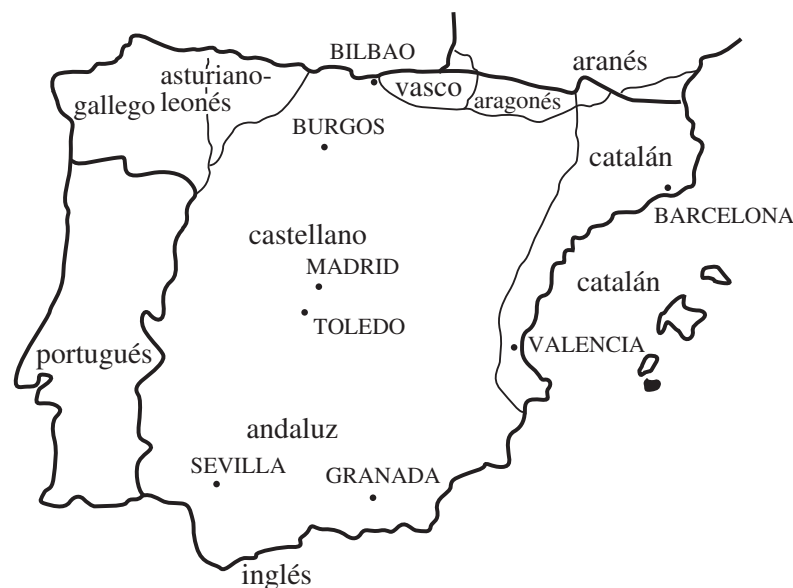 BILBAO
aranés
asturiano-
leonés
gallego
vasco
aragonés
BURGOS
catalán
BARCELONA
castellano
MADRID
catalán
TOLEDO
VALENCIA
portugués
andaluz
SEVILLA
GRANADA
inglés